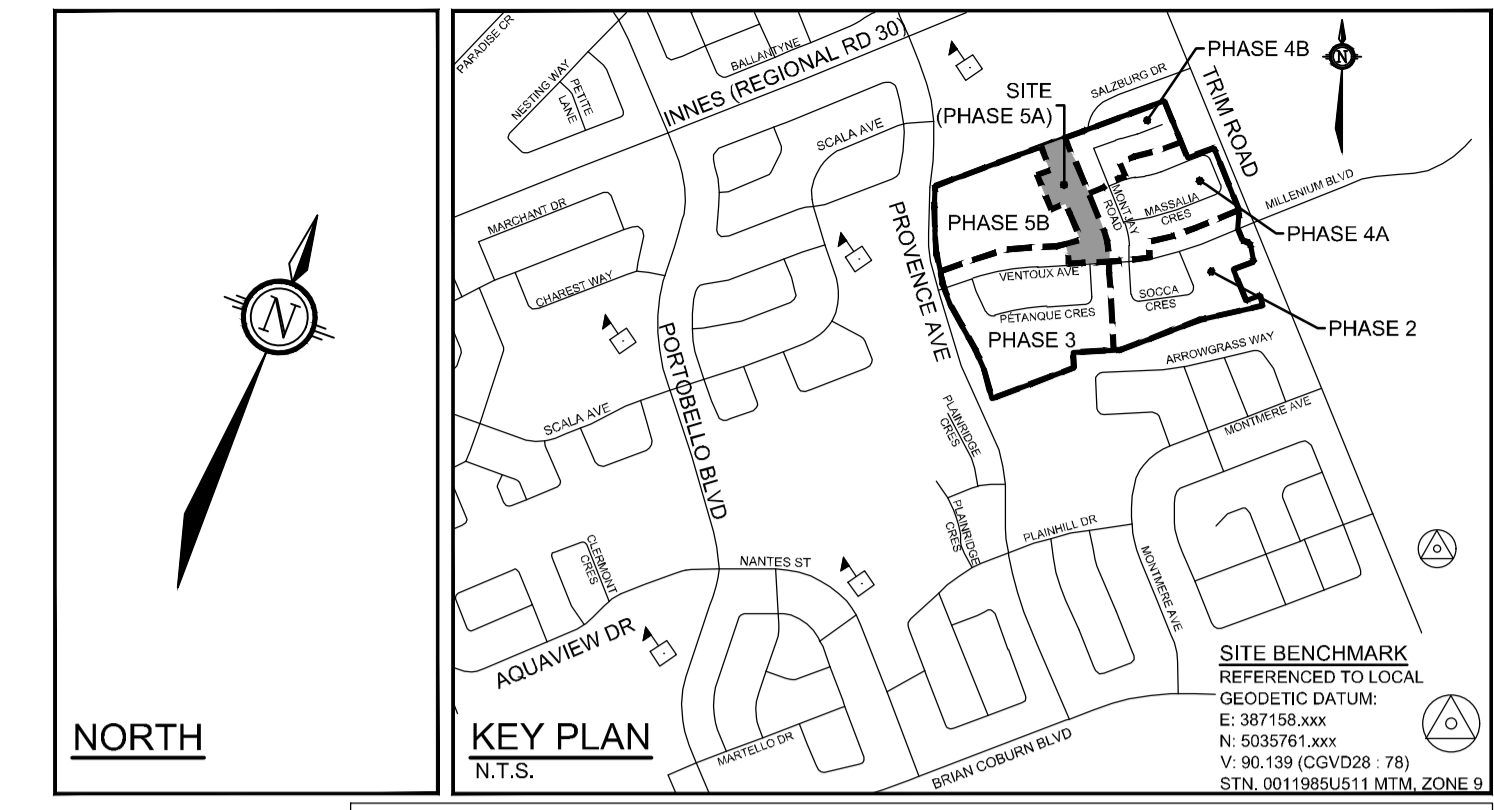 N
NORTH
PARADISE CR
NESTING WAY
PETITE
LANE
BALLANTYNE
INNES (REGIONAL RD 30)
SCALA AVE
SITE
(PHASE 5A)
SALZBURG DR
PHASE 4B
N
TRIM ROAD
MILLENIUM BLVD
MARCHANT DR
CHAREST WAY
PROVENCE AVE
PHASE 5B
MONT JAY
ROAD
MASSALIA
CRES
PHASE 4A
VENTOUX AVE
SOCCA
CRES
PÉTANQUE CRES
PHASE 3
PHASE 2
ARROWGRASS WAY
PORTOBELLO BLVD
SCALA AVE
PLAINRIDGE
CRES
MONTMERE AVE
PLAINRIDGE
CRES
PLAINHILL DR
CLERMONT
CRES
NANTES ST
MONTMERE AVE
AQUAVIEW DR
MARTELLO DR
BRIAN COBURN BLVD
KEY PLAN
N.T.S.
SITE BENCHMARK
REFERENCED TO LOCAL
GEODETIC DATUM:
E: 387158.xxx
N: 5035761.xxx
V: 90.139 (CGVD28 : 78)
STN. 0011985U511 MTM, ZONE 9